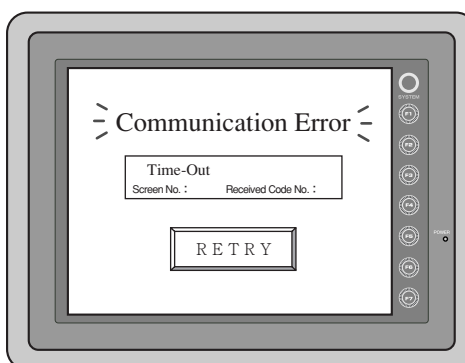 Communication Error
Time-Out
Screen No. : Received Code No. :
RETRY
SYSTEM
F1
F2
F3
F4
F5
F6
F7
POWER